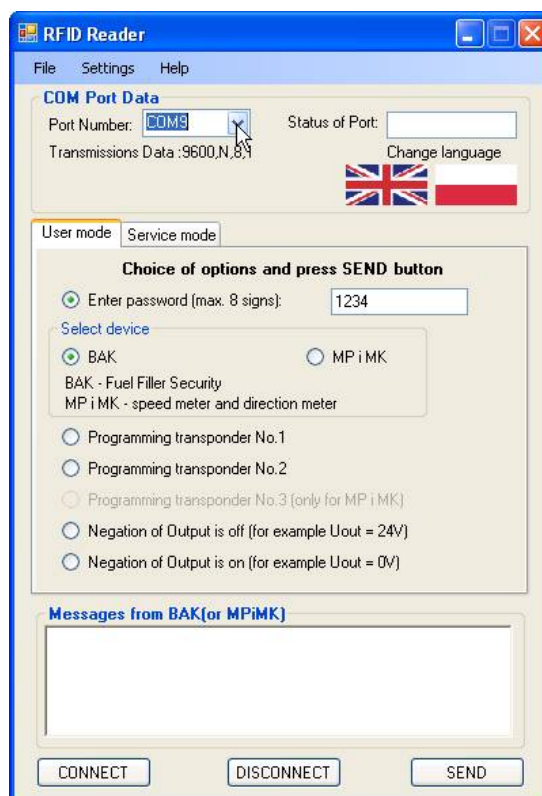 RFID Reader
File Settings Help
COM Port Data
Port Number: COM9 Status of Port:
Transmissions Data :9600,N,8,1 Change language
User mode Service mode
Choice of options and press SEND button
Enter password (max. 8 signs): 1234
Select device
BAK MP i MK
BAK - Fuel Filler Security
MP i MK - speed meter and direction meter
Programming transponder No.1
Programming transponder No.2
Programming transponder No.3 (only for MP i MK)
Negation of Output is off (for example Uout = 24V)
Negation of Output is on (for example Uout = 0V)
Messages from BAK(or MPiMK)
CONNECT DISCONNECT SEND